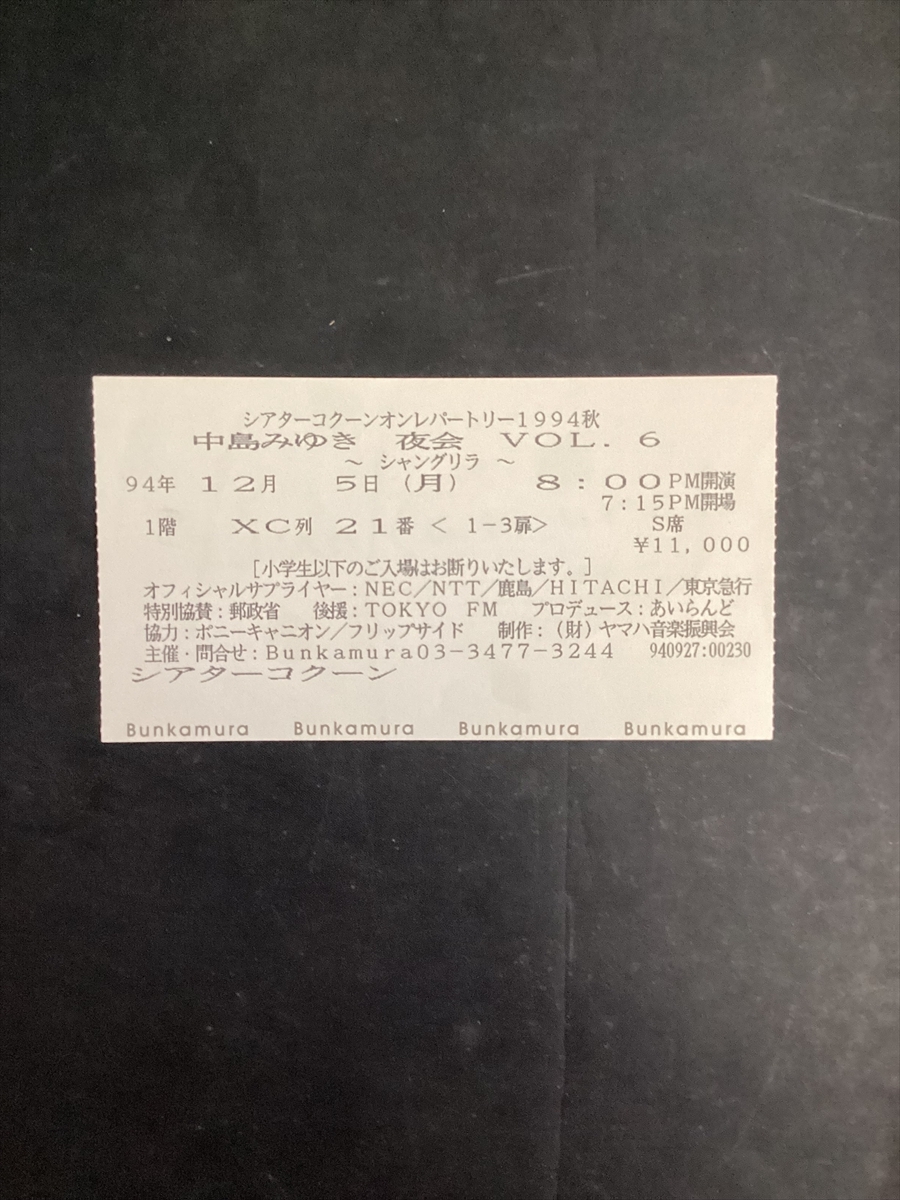 シアターコクーンオンレパートリー1994秋
中島みゆき 夜会 VOL. 6
~ シャングリラ ~
94年 12月 5日(月) 8:00PM開演
7:15PM開場
1階 XC列 21番 < 1-3扉> S席
¥11,000
[小学生以下のご入場はお断りいたします。]
オフィシャルサプライヤー:NEC/NTT/鹿島/HITACHI/東京急行
特別協賛:郵政省 後援:TOKYO FM プロデュース:あいらんど
協力:ポニーキャニオン/フリップサイド 制作:(財)ヤマハ音楽振興会
主催・問合せ:Bunkamura03-3477-3244 940927:00230
シアターコクーン
Bunkamura Bunkamura Bunkamura Bunkamura